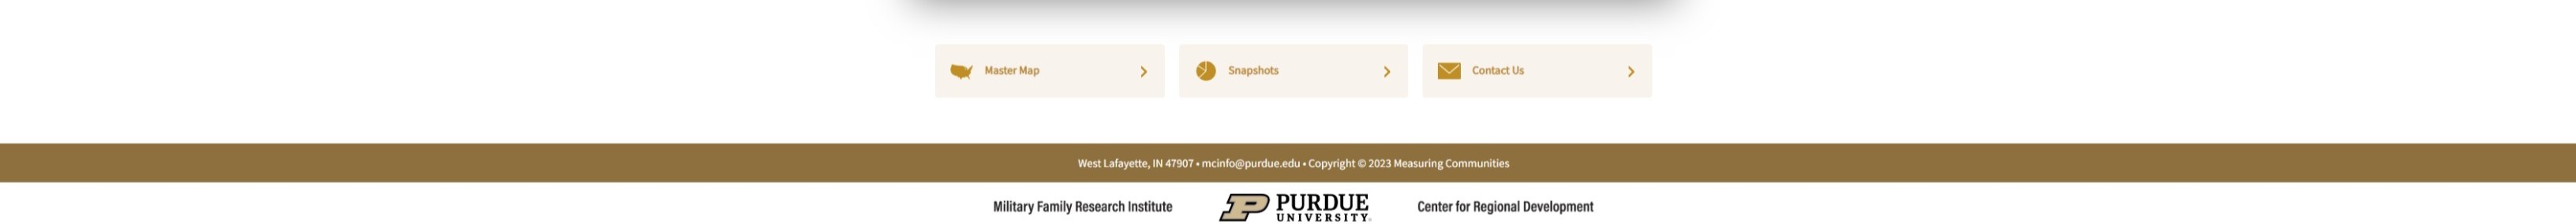 Master Map
Snapshots
Contact Us
West Lafayette, IN 47907 • mcinfo@purdue.edu • Copyright © 2023 Measuring Communities
Military Family Research Institute
PURDUE
UNIVERSITY
Center for Regional Development